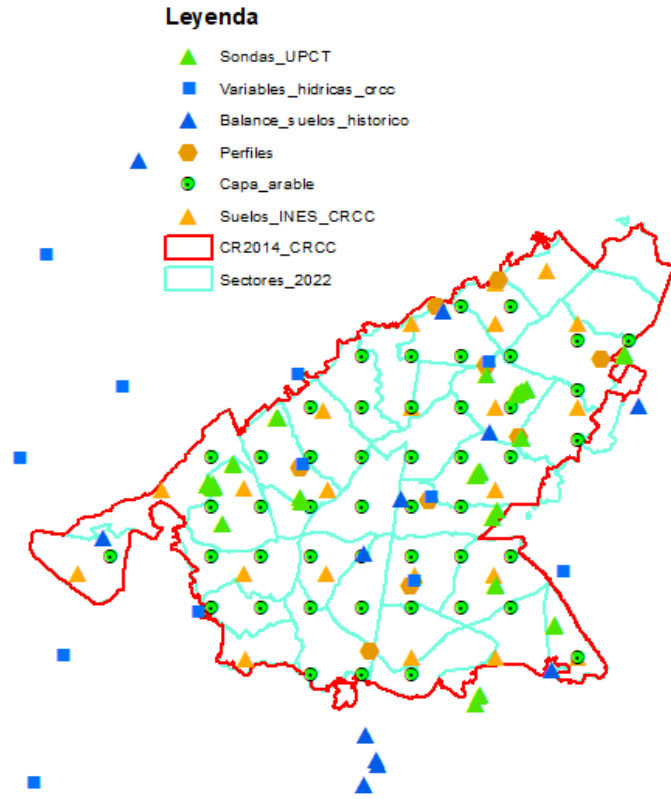 Leyenda
Sondas_UPCT
Variables_hidricas_crcc
Balance_suelos_historico
Perfiles
Capa_arable
Suelos_INES_CRCC
CR2014_CRCC
Sectores_2022